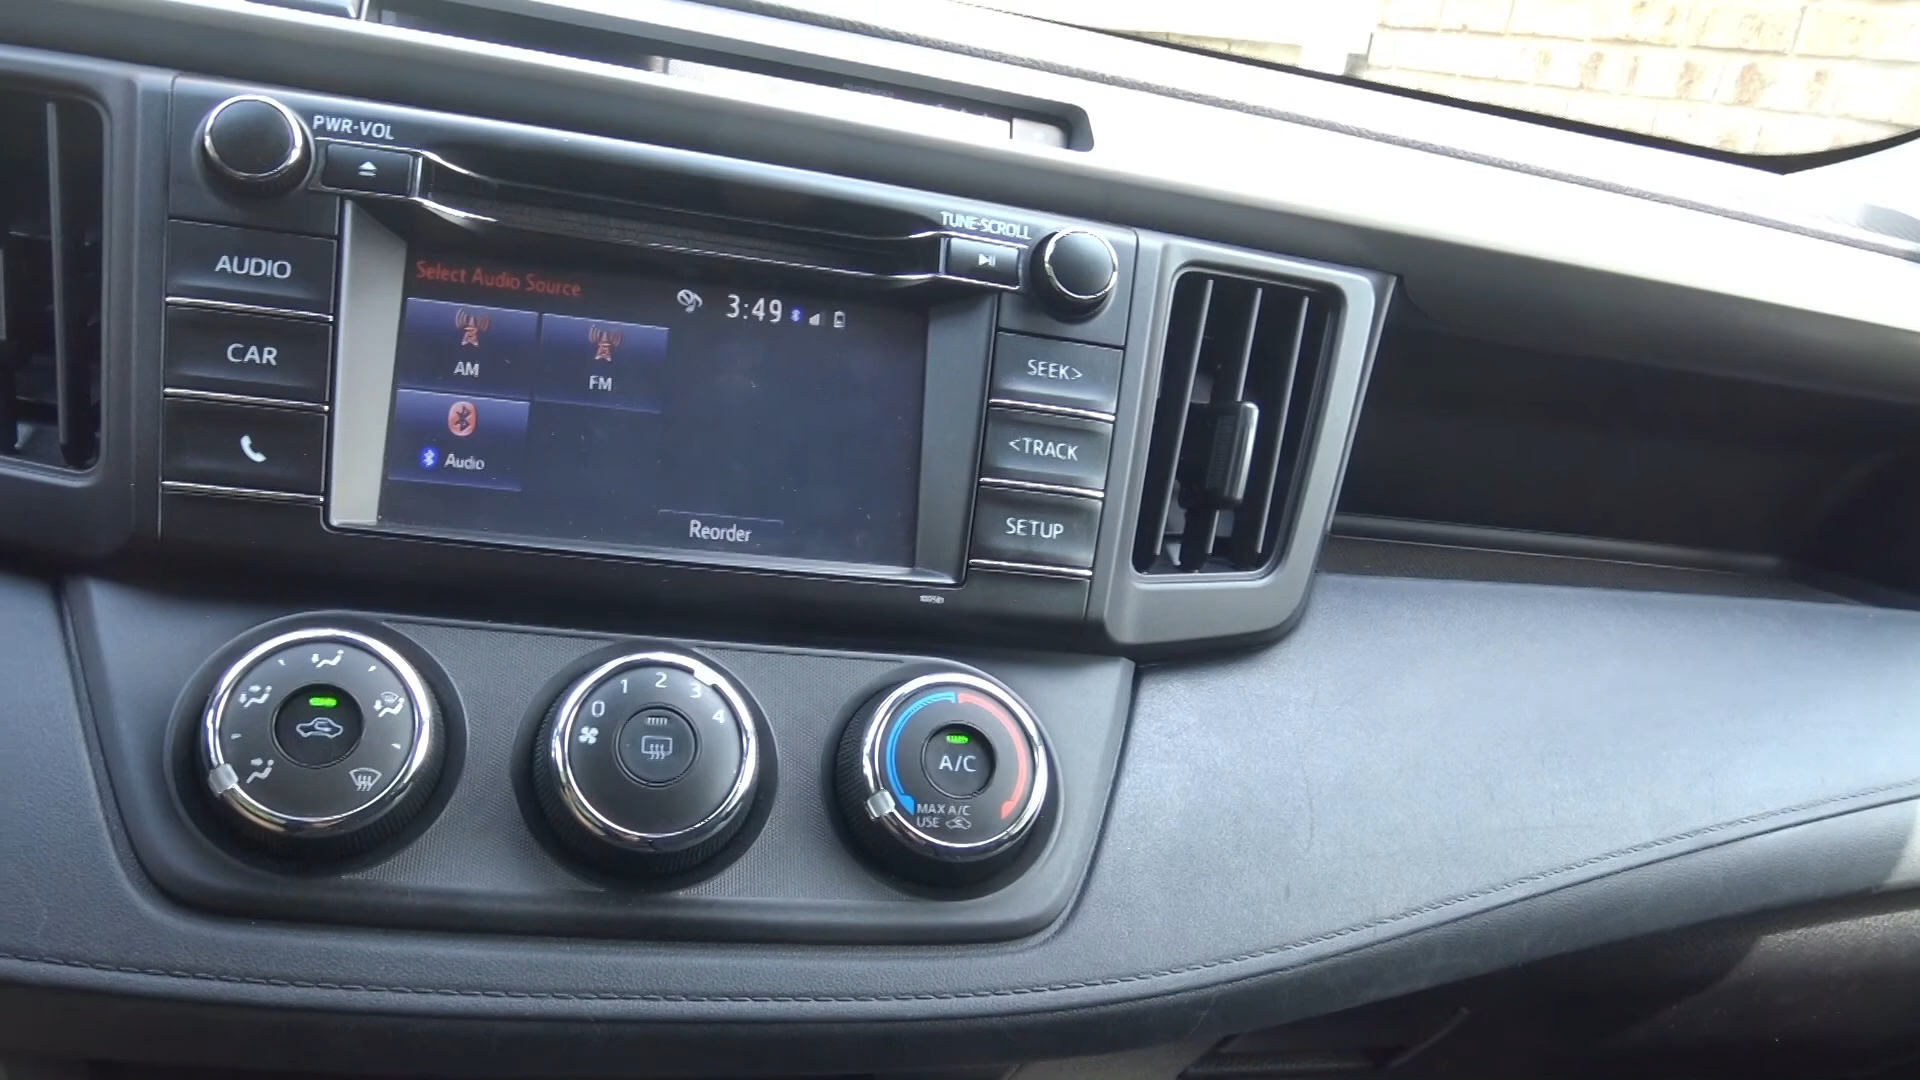 PWR·VOL
TUNE·SCROLL
AUDIO
CAR
Select Audio Source
3:49
AM
FM
Audio
Reorder
SEEK>
<TRACK
SETUP
0
1
2
3
4
A/C
MAX A/C
USE